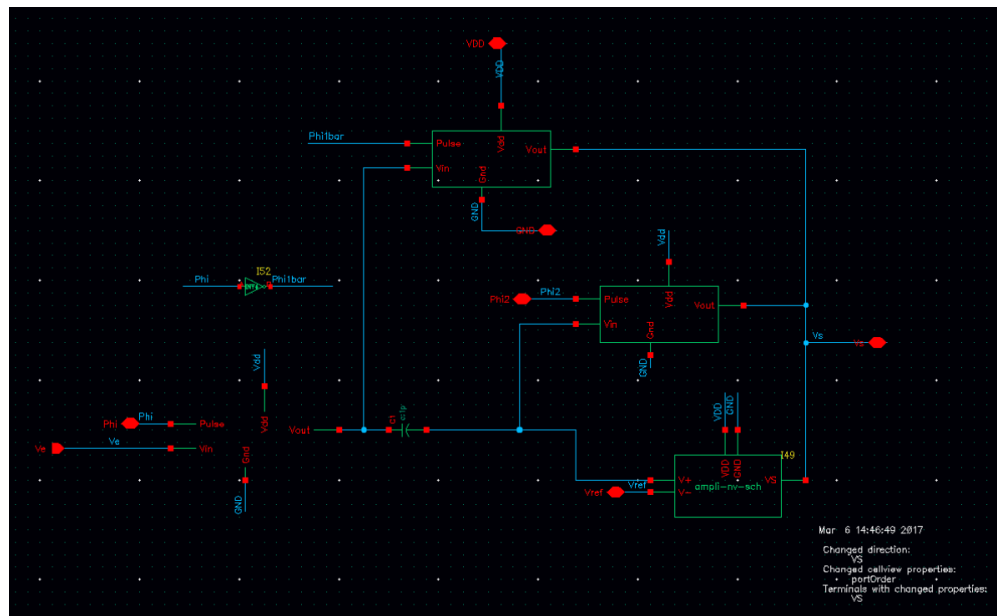 VDD
VDD
Phi1bar
Pulse
Vdd
Vout
Vin
Gnd
GND
GND
Vdd
I52
Phi
Phi1bar
Phi2
Phi2
Pulse
Vdd
Vout
Vin
Gnd
Vs
Vs
GND
Vdd
Phi
Phi
Pulse
Vdd
Vout
C1
c:1p
Ve
Ve
Vin
Gnd
VDD
GND
I49
GND
V+
VDD
GND
VS
ampli-nv-sch
Vref
Vref
V-
Mar 6 14:46:49 2017
Changed direction:
VS
Changed cellview properties:
portOrder
Terminals with changed properties:
VS